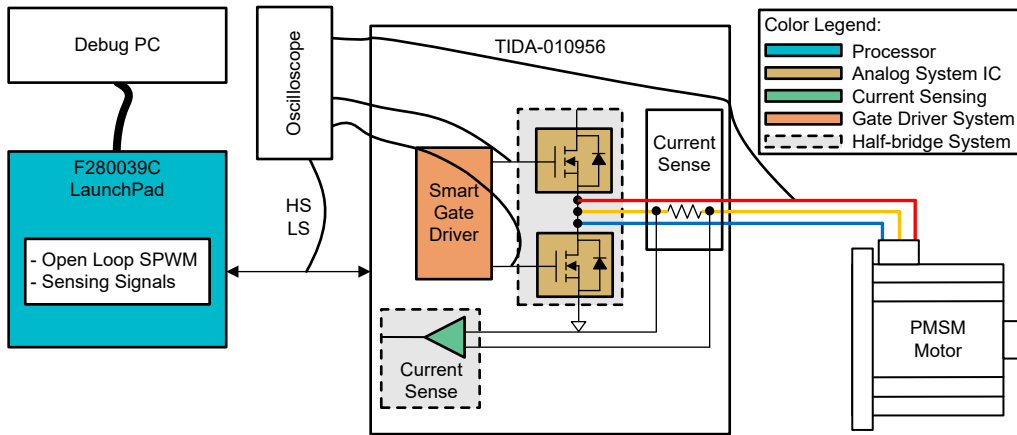 Debug PC
Oscilloscope
TIDA-010956
Color Legend:
Processor
Analog System IC
Current Sensing
Gate Driver System
Half-bridge System
F280039C
LaunchPad
- Open Loop SPWM
- Sensing Signals
HS
LS
Smart
Gate
Driver
Current
Sense
Current
Sense
PMSM
Motor